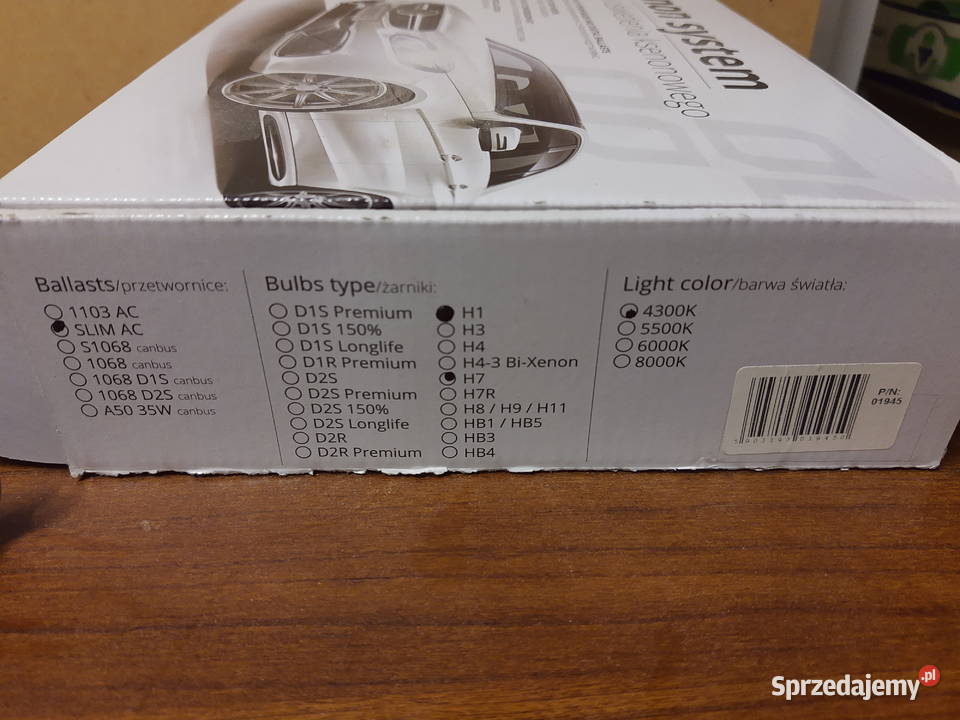 system
ksenonowego
Ballasts/przetwornice:
1103 AC
SLIM AC
S1068 canbus
1068 canbus
1068 D1S canbus
1068 D2S canbus
A50 35W canbus
Bulbs type/żarniki:
D1S Premium
D1S 150%
D1S Longlife
D1R Premium
D2S
D2S Premium
D2S 150%
D2S Longlife
D2R
D2R Premium
H1
H3
H4
H4-3 Bi-Xenon
H7
H7R
H8 / H9 / H11
HB1 / HB5
HB3
HB4
Light color/barwa światła:
4300K
5500K
6000K
8000K
P/N:
01945
Sprzedajemy.pl